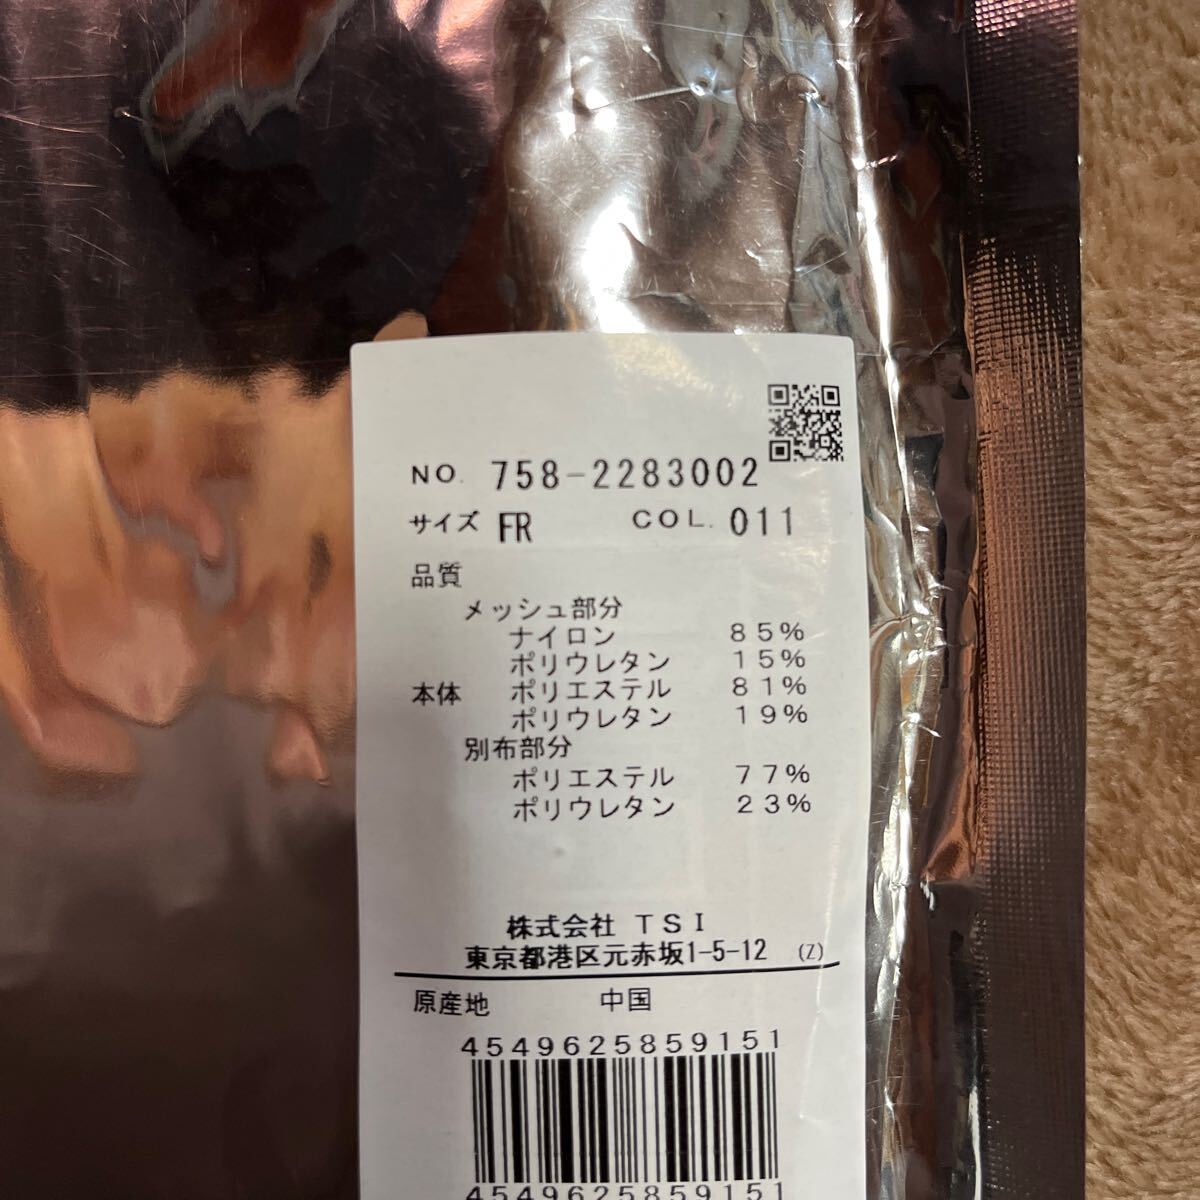 NO. 758-2283002
サイズ FR COL. 011
品質
メッシュ部分
ナイロン 85%
ポリウレタン 15%
本体 ポリエステル 81%
ポリウレタン 19%
別布部分
ポリエステル 77%
ポリウレタン 23%
株式会社 TSI
東京都港区元赤坂1-5-12 (Z)
原産地 中国
4549625859151
4549625859151